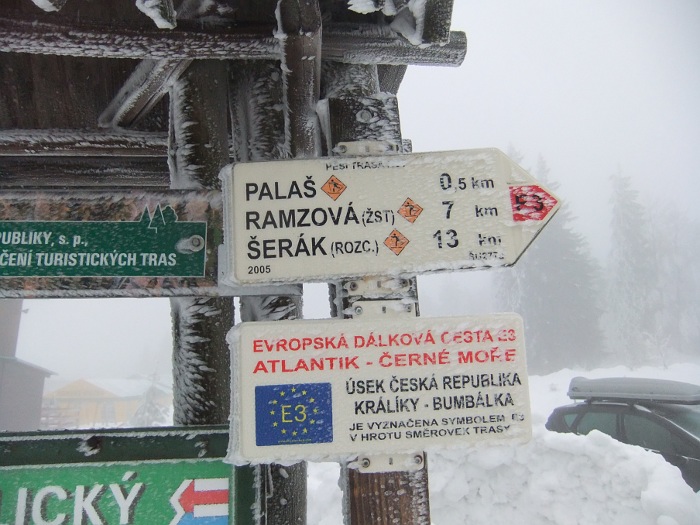 PĚŠÍ TRASA
PALAŠ 0,5 km
RAMZOVÁ (ŽST) 7 km
ŠERÁK (ROZC.) 13 km
2005
E3
PUBLIKY, s. p.,
ČENÍ TURISTICKÝCH TRAS
EVROPSKÁ DÁLKOVÁ CESTA E3
ATLANTIK - ČERNÉ MOŘE
E3
ÚSEK ČESKÁ REPUBLIKA
KRÁLÍKY - BUMBÁLKA
JE VYZNAČENA SYMBOLEM E3
V HROTU SMĚROVEK TRASY
LICKÝ